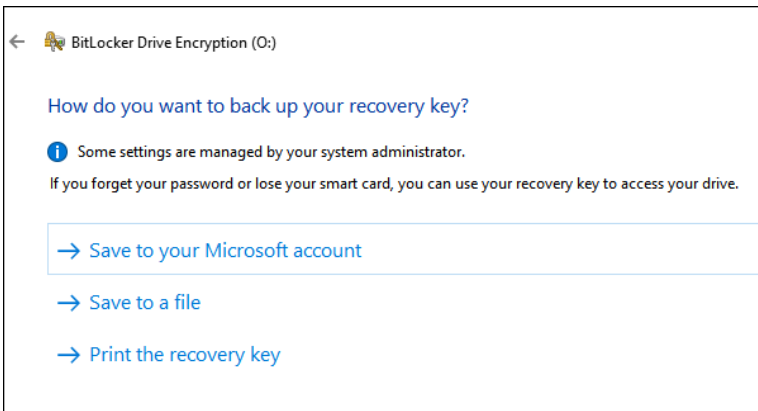 BitLocker Drive Encryption (O:)
How do you want to back up your recovery key?
Some settings are managed by your system administrator.
If you forget your password or lose your smart card, you can use your recovery key to access your drive.
Save to your Microsoft account
Save to a file
Print the recovery key